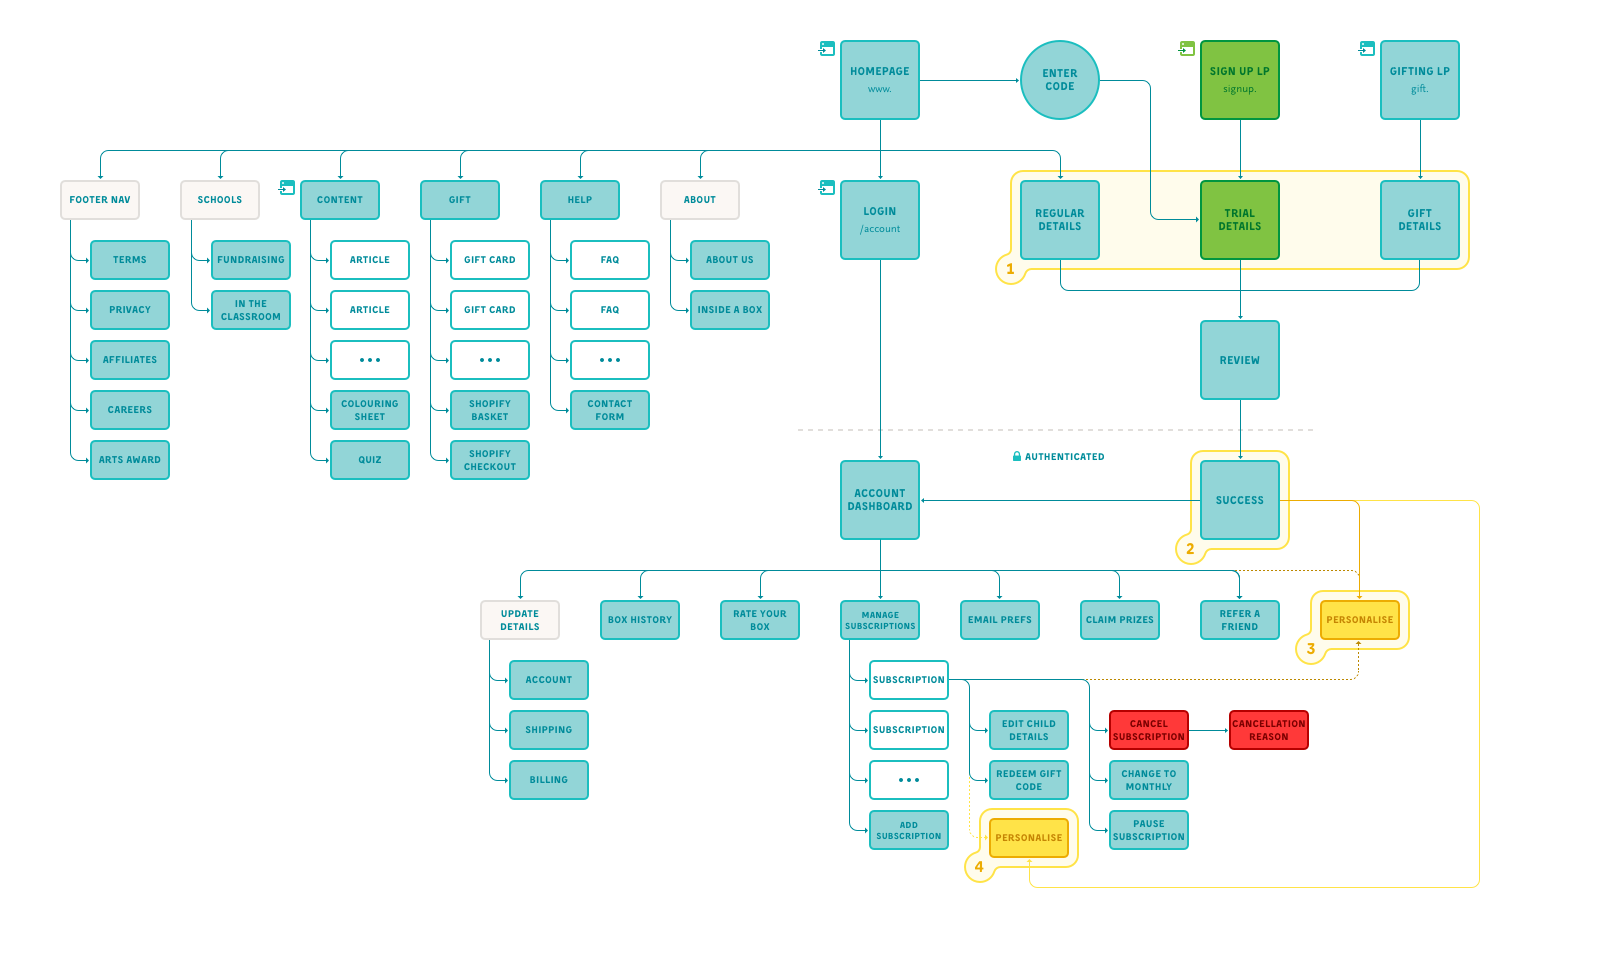 HOMEPAGE
www.
ENTER
CODE
SIGN UP LP
signup.
GIFTING LP
gift.
FOOTER NAV
SCHOOLS
CONTENT
GIFT
HELP
ABOUT
LOGIN
/account
REGULAR
DETAILS
TRIAL
DETAILS
GIFT
DETAILS
1
TERMS
FUNDRAISING
ARTICLE
GIFT CARD
FAQ
ABOUT US
PRIVACY
IN THE
CLASSROOM
ARTICLE
GIFT CARD
FAQ
INSIDE A BOX
AFFILIATES
•••
•••
•••
REVIEW
CAREERS
COLOURING
SHEET
SHOPIFY
BASKET
CONTACT
FORM
ARTS AWARD
QUIZ
SHOPIFY
CHECKOUT
AUTHENTICATED
ACCOUNT
DASHBOARD
SUCCESS
2
UPDATE
DETAILS
BOX HISTORY
RATE YOUR
BOX
MANAGE
SUBSCRIPTIONS
EMAIL PREFS
CLAIM PRIZES
REFER A
FRIEND
PERSONALISE
3
ACCOUNT
SUBSCRIPTION
SHIPPING
SUBSCRIPTION
EDIT CHILD
DETAILS
CANCEL
SUBSCRIPTION
CANCELLATION
REASON
BILLING
•••
REDEEM GIFT
CODE
CHANGE TO
MONTHLY
ADD
SUBSCRIPTION
PERSONALISE
PAUSE
SUBSCRIPTION
4